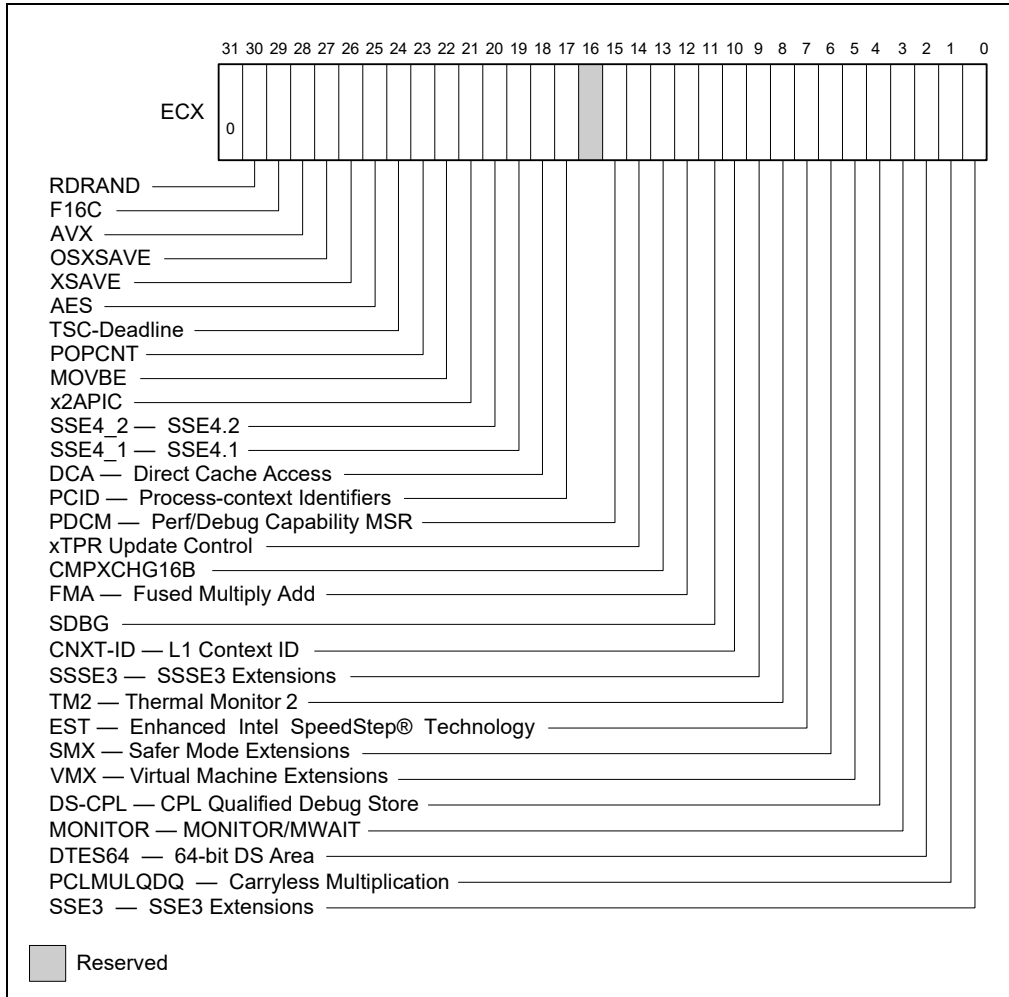 31 30 29 28 27 26 25 24 23 22 21 20 19 18 17 16 15 14 13 12 11 10 9 8 7 6 5 4 3 2 1 0
ECX
0
RDRAND
F16C
AVX
OSXSAVE
XSAVE
AES
TSC-Deadline
POPCNT
MOVBE
x2APIC
SSE4_2 — SSE4.2
SSE4_1 — SSE4.1
DCA — Direct Cache Access
PCID — Process-context Identifiers
PDCM — Perf/Debug Capability MSR
xTPR Update Control
CMPXCHG16B
FMA — Fused Multiply Add
SDBG
CNXT-ID — L1 Context ID
SSSE3 — SSSE3 Extensions
TM2 — Thermal Monitor 2
EST — Enhanced Intel SpeedStep® Technology
SMX — Safer Mode Extensions
VMX — Virtual Machine Extensions
DS-CPL — CPL Qualified Debug Store
MONITOR — MONITOR/MWAIT
DTES64 — 64-bit DS Area
PCLMULQDQ — Carryless Multiplication
SSE3 — SSE3 Extensions
Reserved